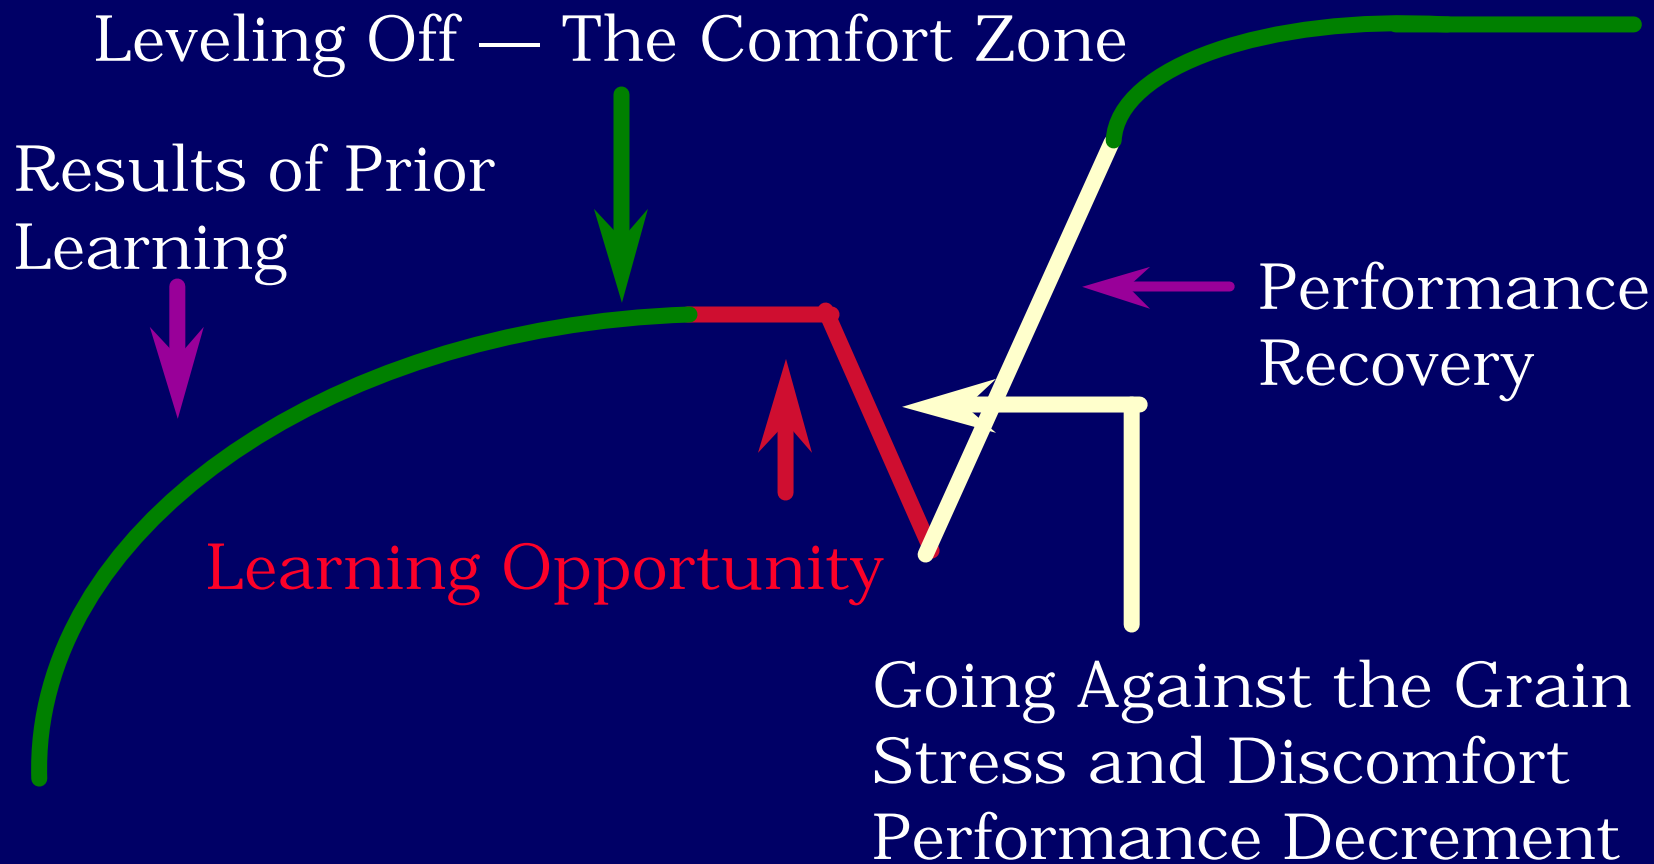 Leveling Off — The Comfort Zone
Results of Prior
Learning
Performance
Recovery
Learning Opportunity
Going Against the Grain
Stress and Discomfort
Performance Decrement